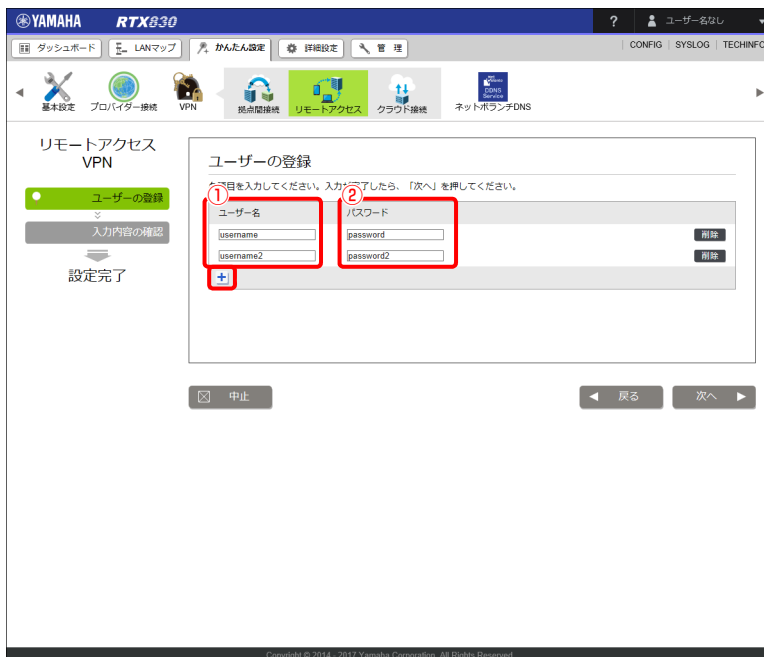 YAMAHA RTX830 ? ユーザー名なし
ダッシュボード LANマップ かんたん設定 詳細設定 管理 CONFIG SYSLOG TECHINFO
基本設定 プロバイダー接続 VPN 拠点間接続 リモートアクセス クラウド接続 ネットボランチDNS
リモートアクセス
VPN
ユーザーの登録
入力内容の確認
設定完了
ユーザーの登録
各項目を入力してください。入力が完了したら、「次へ」を押してください。
① ②
ユーザー名 パスワード
username password 削除
username2 password2 削除
+
中止 戻る 次へ
Copyright © 2014 - 2017 Yamaha Corporation. All Rights Reserved.